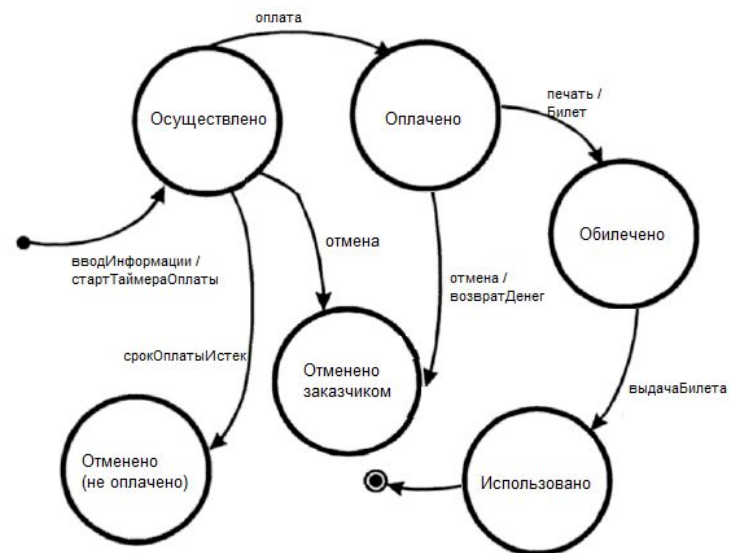 оплата
Осуществлено
Оплачено
печать /
Билет
Обилечено
вводИнформации /
стартТаймераОплаты
отмена
отмена /
возвратДенег
срокОплатыИстек
Отменено
заказчиком
выдачаБилета
Отменено
(не оплачено)
Использовано